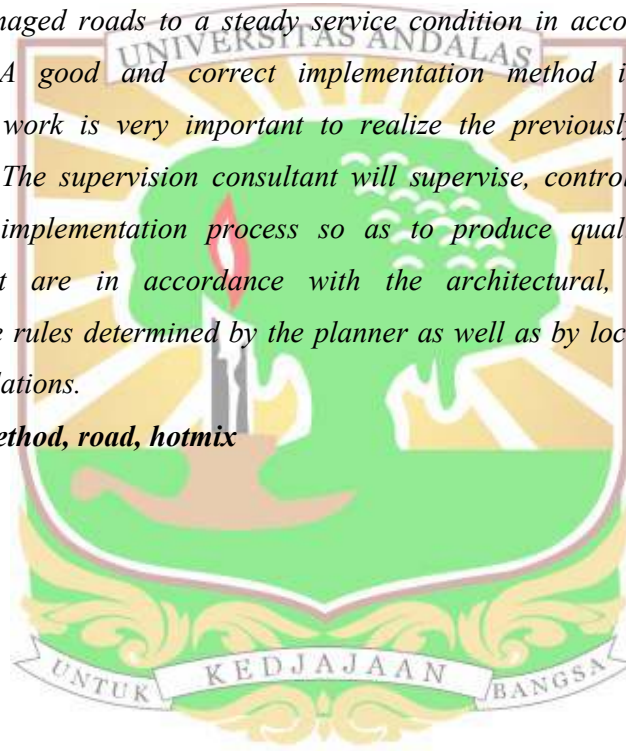 naged roads to a steady service condition in acco
UNIVERSITAS ANDALAS
A good and correct implementation method i
work is very important to realize the previously
The supervision consultant will supervise, control
implementation process so as to produce qual
t are in accordance with the architectural,
e rules determined by the planner as well as by loc
lations.
ethod, road, hotmix
UNTUK KEDJAJAAN BANGSA